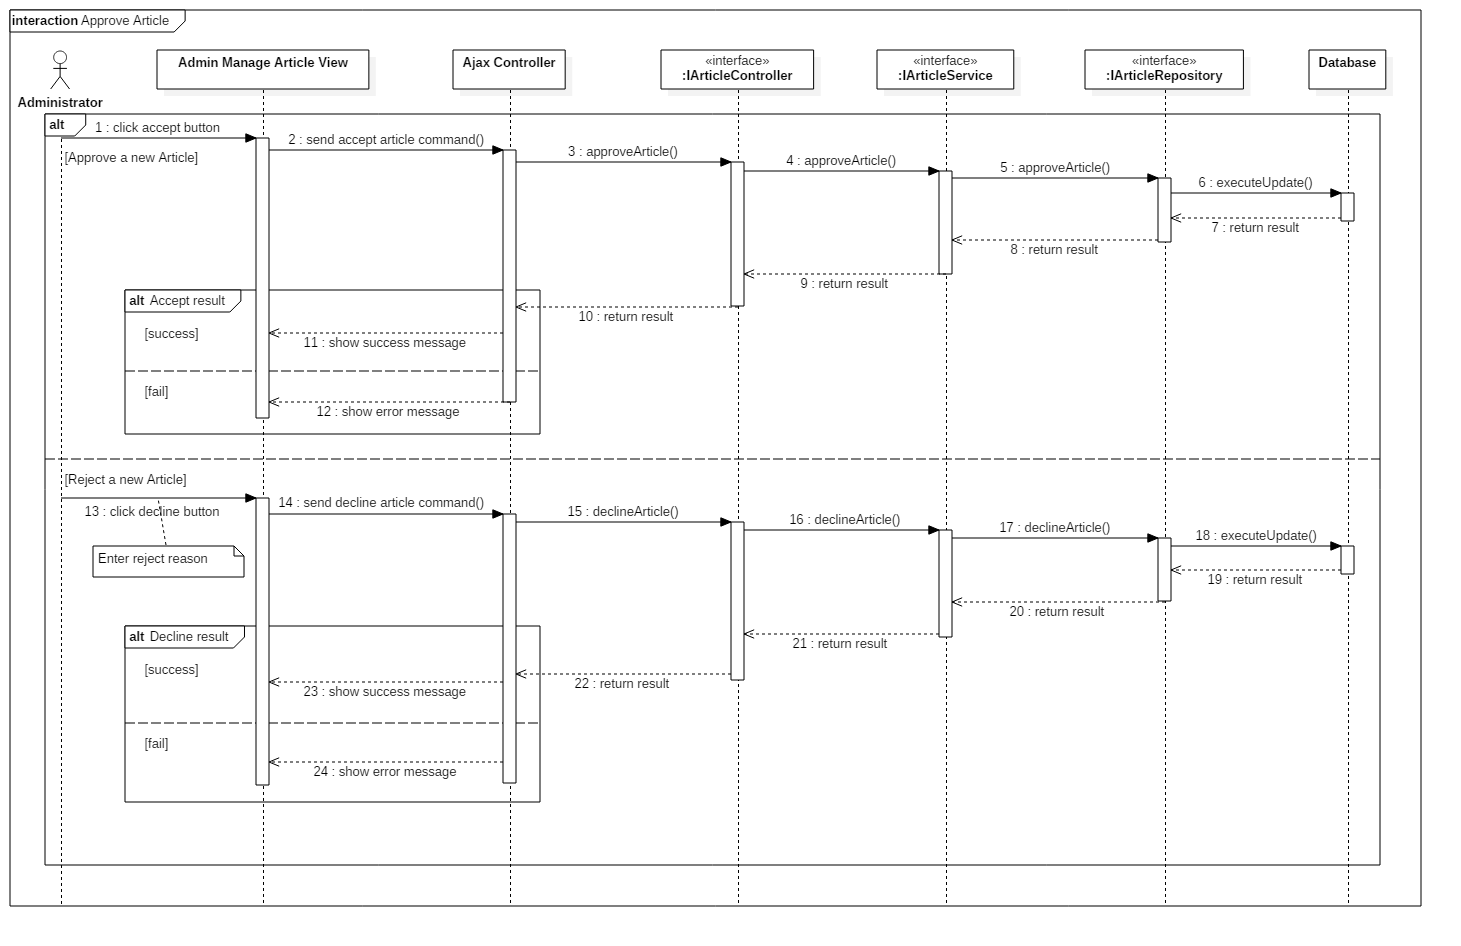 interaction Approve Article
Administrator
Admin Manage Article View
Ajax Controller
«interface»
:IArticleController
«interface»
:IArticleService
«interface»
:IArticleRepository
Database
alt
1 : click accept button
[Approve a new Article]
2 : send accept article command()
3 : approveArticle()
4 : approveArticle()
5 : approveArticle()
6 : executeUpdate()
7 : return result
8 : return result
9 : return result
10 : return result
alt Accept result
[success]
11 : show success message
[fail]
12 : show error message
[Reject a new Article]
13 : click decline button
Enter reject reason
14 : send decline article command()
15 : declineArticle()
16 : declineArticle()
17 : declineArticle()
18 : executeUpdate()
19 : return result
20 : return result
21 : return result
22 : return result
alt Decline result
[success]
23 : show success message
[fail]
24 : show error message